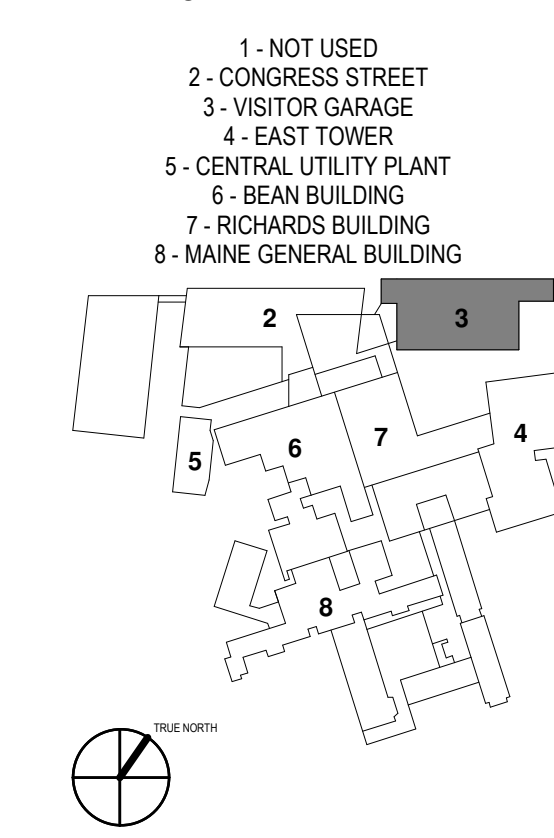 1 - NOT USED
2 - CONGRESS STREET
3 - VISITOR GARAGE
4 - EAST TOWER
5 - CENTRAL UTILITY PLANT
6 - BEAN BUILDING
7 - RICHARDS BUILDING
8 - MAINE GENERAL BUILDING
2
3
7
4
6
5
8
TRUE NORTH